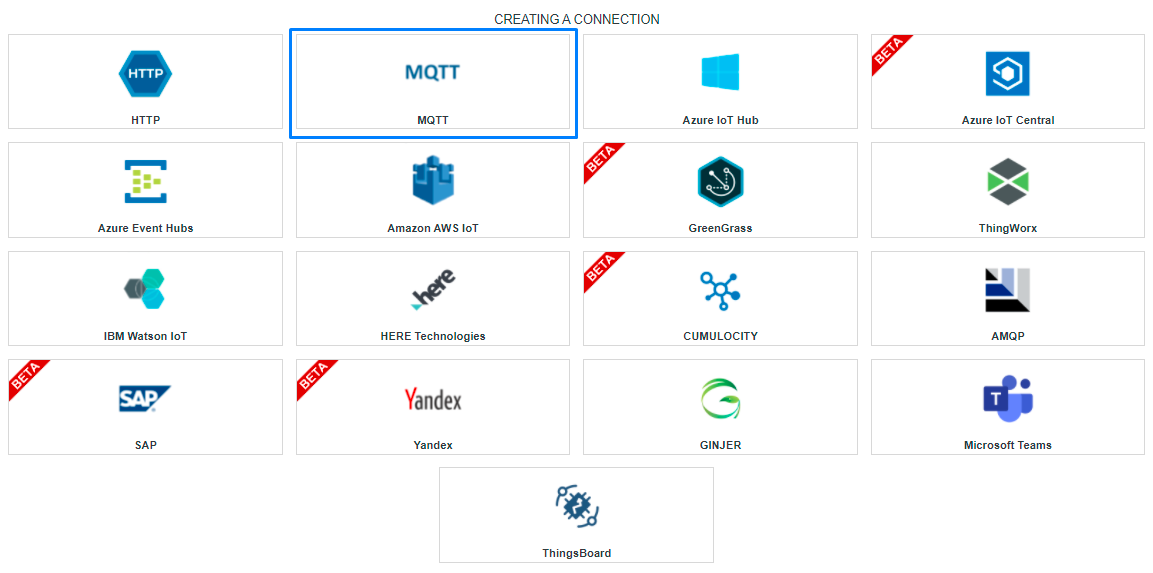 CREATING A CONNECTION
HTTP
HTTP
MQTT
MQTT
Azure IoT Hub
BETA
Azure IoT Central
Azure Event Hubs
Amazon AWS IoT
BETA
GreenGrass
ThingWorx
IBM Watson IoT
here
HERE Technologies
BETA
CUMULOCITY
AMQP
BETA
SAP
SAP
BETA
Yandex
Yandex
GINJER
T
Microsoft Teams
ThingsBoard